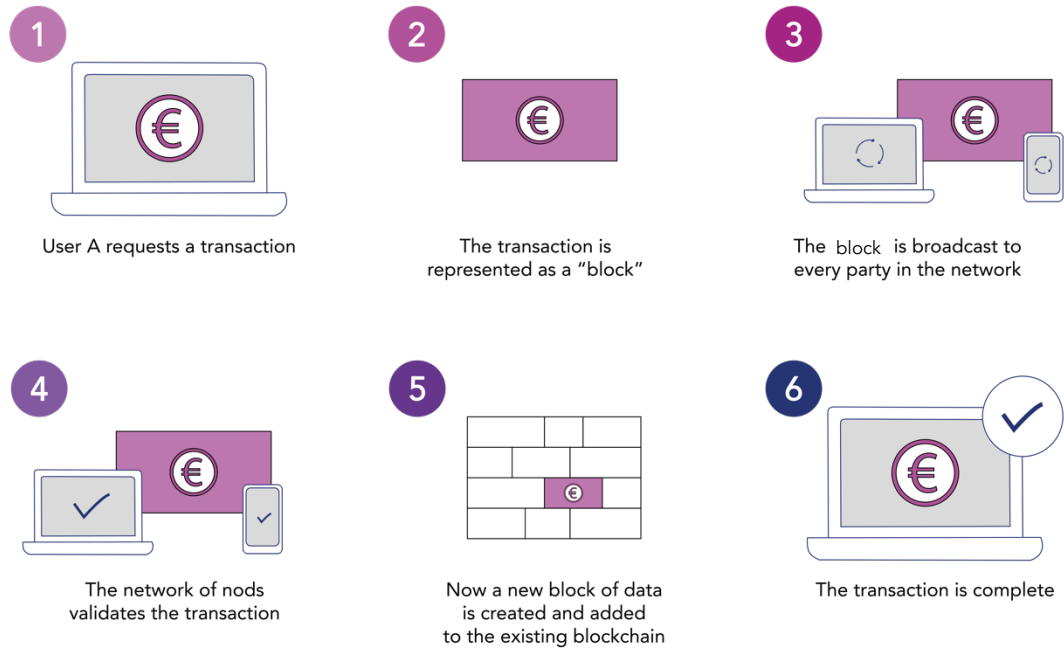 1
€
User A requests a transaction
2
€
The transaction is
represented as a “block”
3
€
The block is broadcast to
every party in the network
4
€
The network of nods
validates the transaction
5
€
Now a new block of data
is created and added
to the existing blockchain
6
€
The transaction is complete